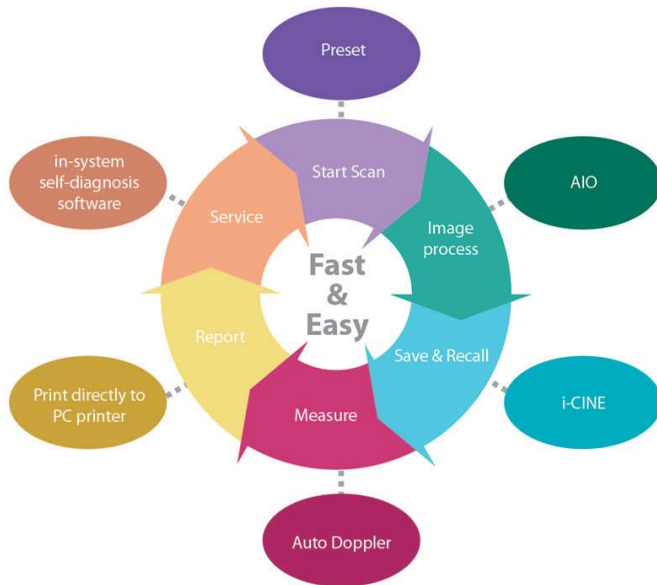 Preset
Start Scan
in-system
self-diagnosis
software
AIO
Service
Image
process
Fast
&
Easy
Report
Save & Recall
Print directly to
PC printer
Measure
i-CINE
Auto Doppler